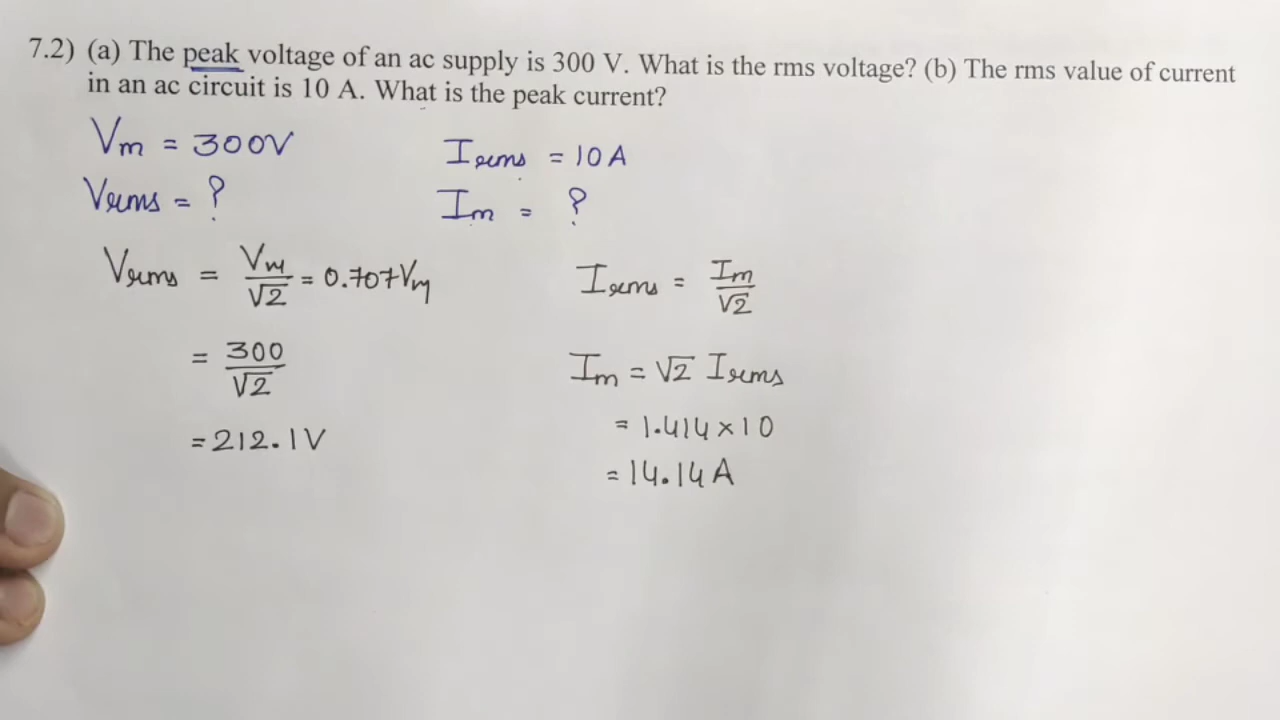 7.2) (a) The peak voltage of an ac supply is 300 V. What is the rms voltage? (b) The rms value of current
in an ac circuit is 10 A. What is the peak current?
Vm = 300V
Vrms = ?
Vrms = Vm/√2 = 0.707Vm
= 300/√2
= 212.1V
Irms = 10A
Im = ?
Irms = Im/√2
Im = √2 Irms
= 1.414×10
= 14.14A